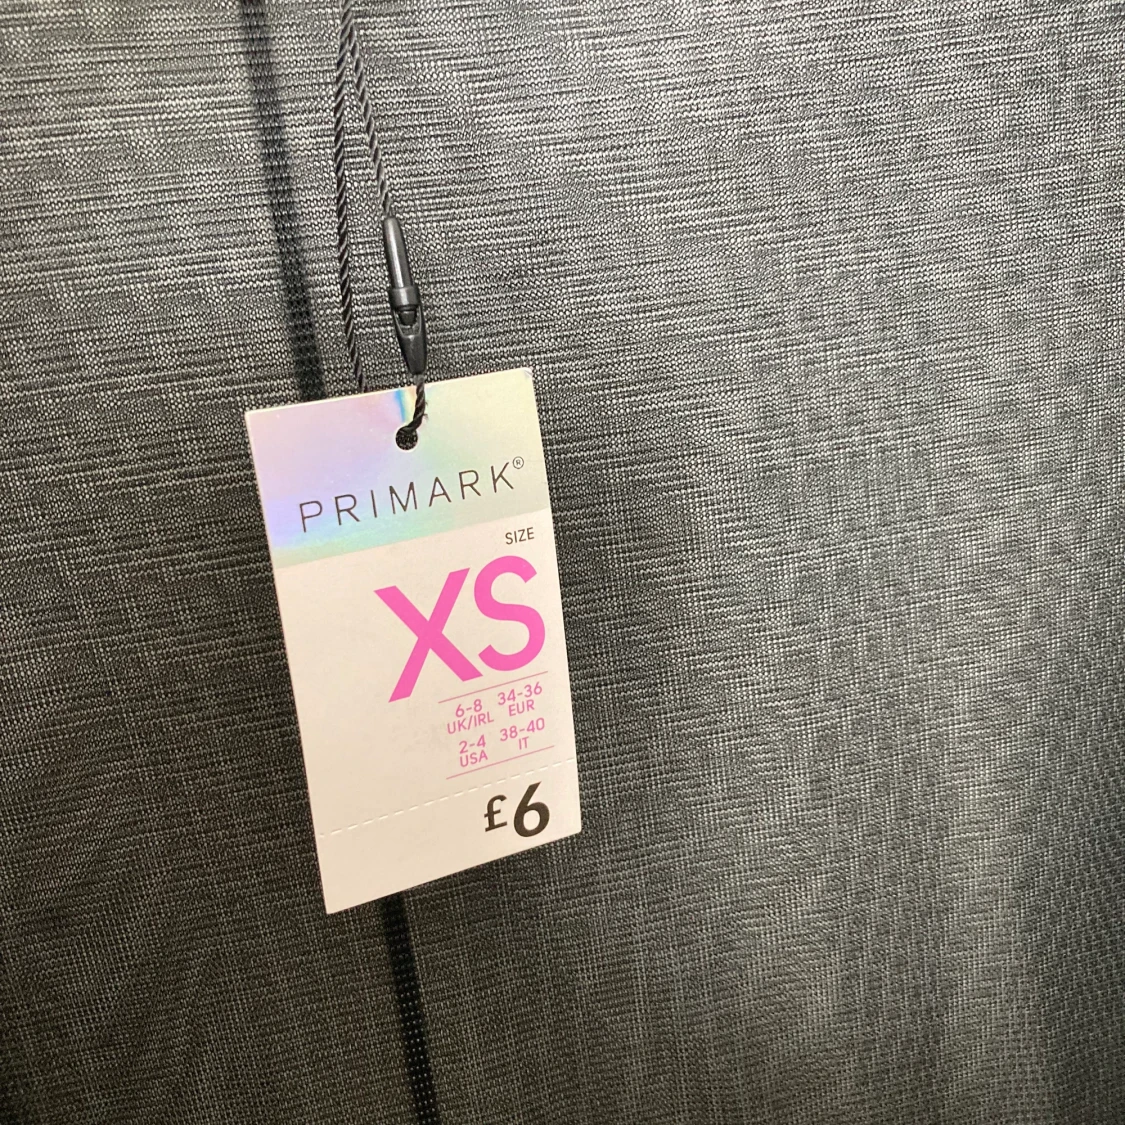 PRIMARK®
SIZE
XS
6-8 34-36
UK/IRL EUR
2-4 38-40
USA IT
£6